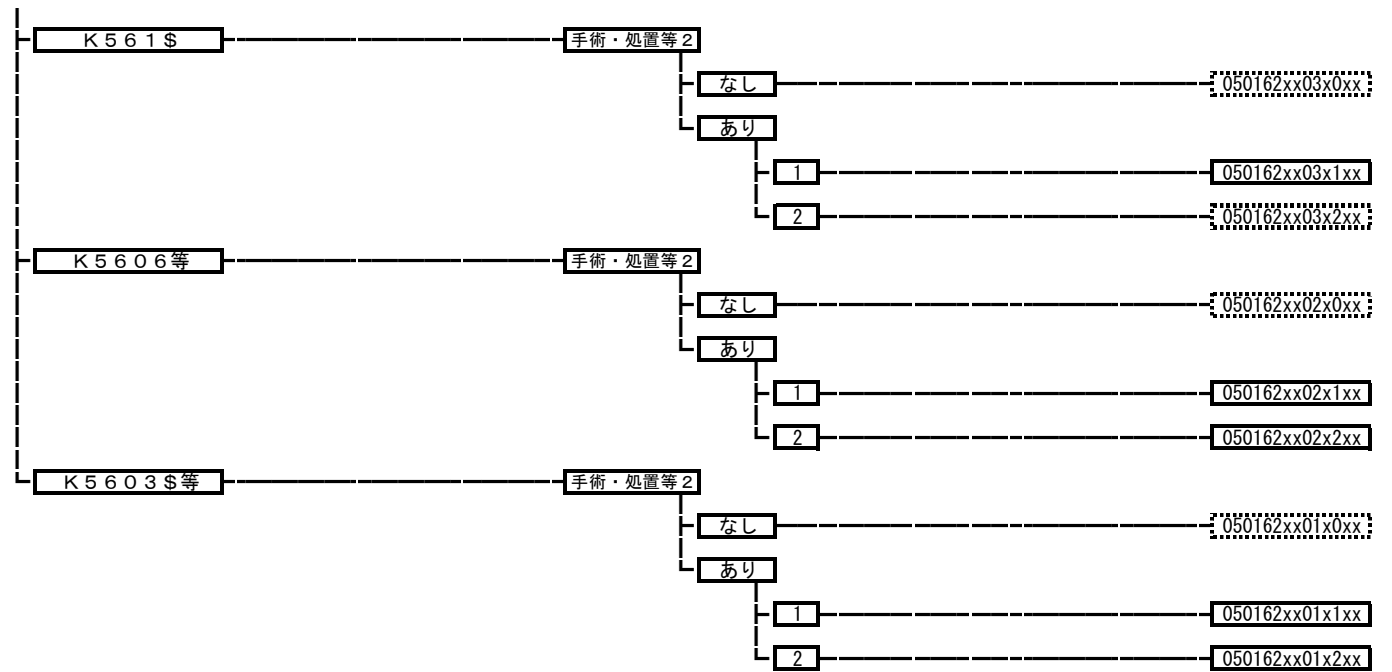 K561$ 手術・処置等2
なし 050162xx03x0xx
あり
1 050162xx03x1xx
2 050162xx03x2xx
K5606等 手術・処置等2
なし 050162xx02x0xx
あり
1 050162xx02x1xx
2 050162xx02x2xx
K5603$等 手術・処置等2
なし 050162xx01x0xx
あり
1 050162xx01x1xx
2 050162xx01x2xx